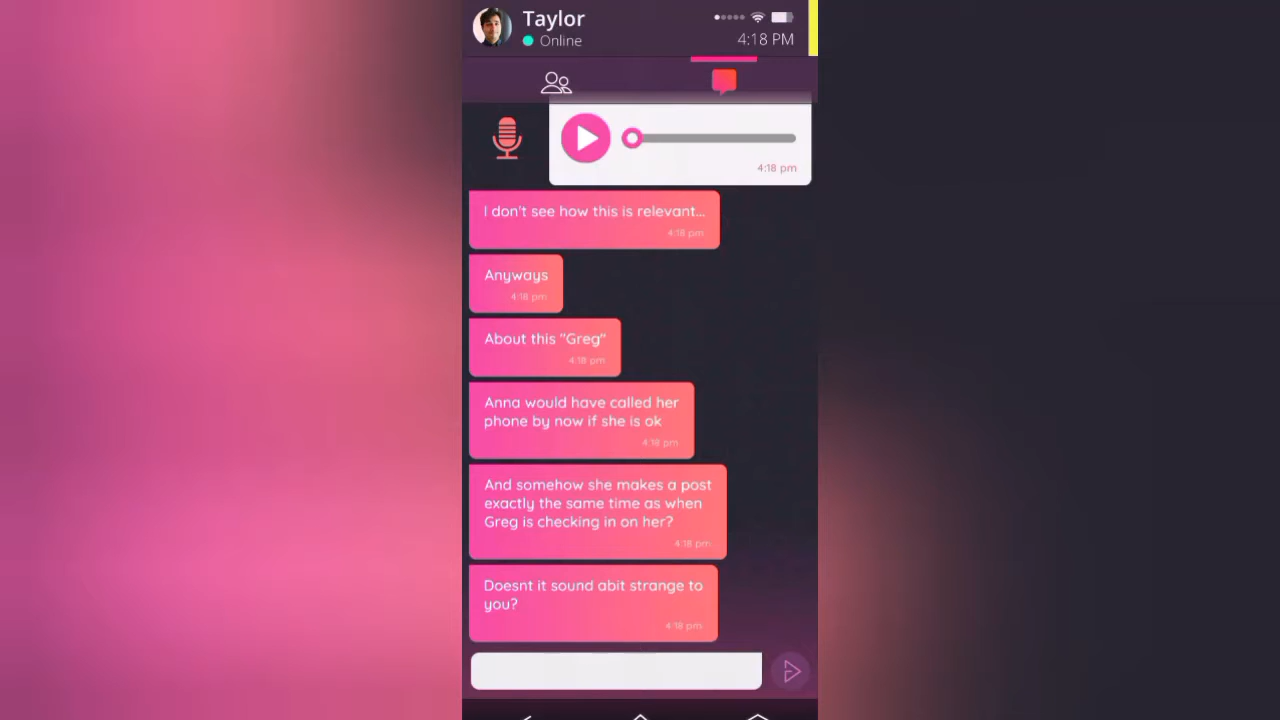 Taylor
Online
4:18 PM
4:18 pm
I don't see how this is relevant...
4:18 pm
Anyways
4:18 pm
About this "Greg"
4:18 pm
Anna would have called her
phone by now if she is ok
4:18 pm
And somehow she makes a post
exactly the same time as when
Greg is checking in on her?
4:18 pm
Doesnt it sound abit strange to
you?
4:18 pm